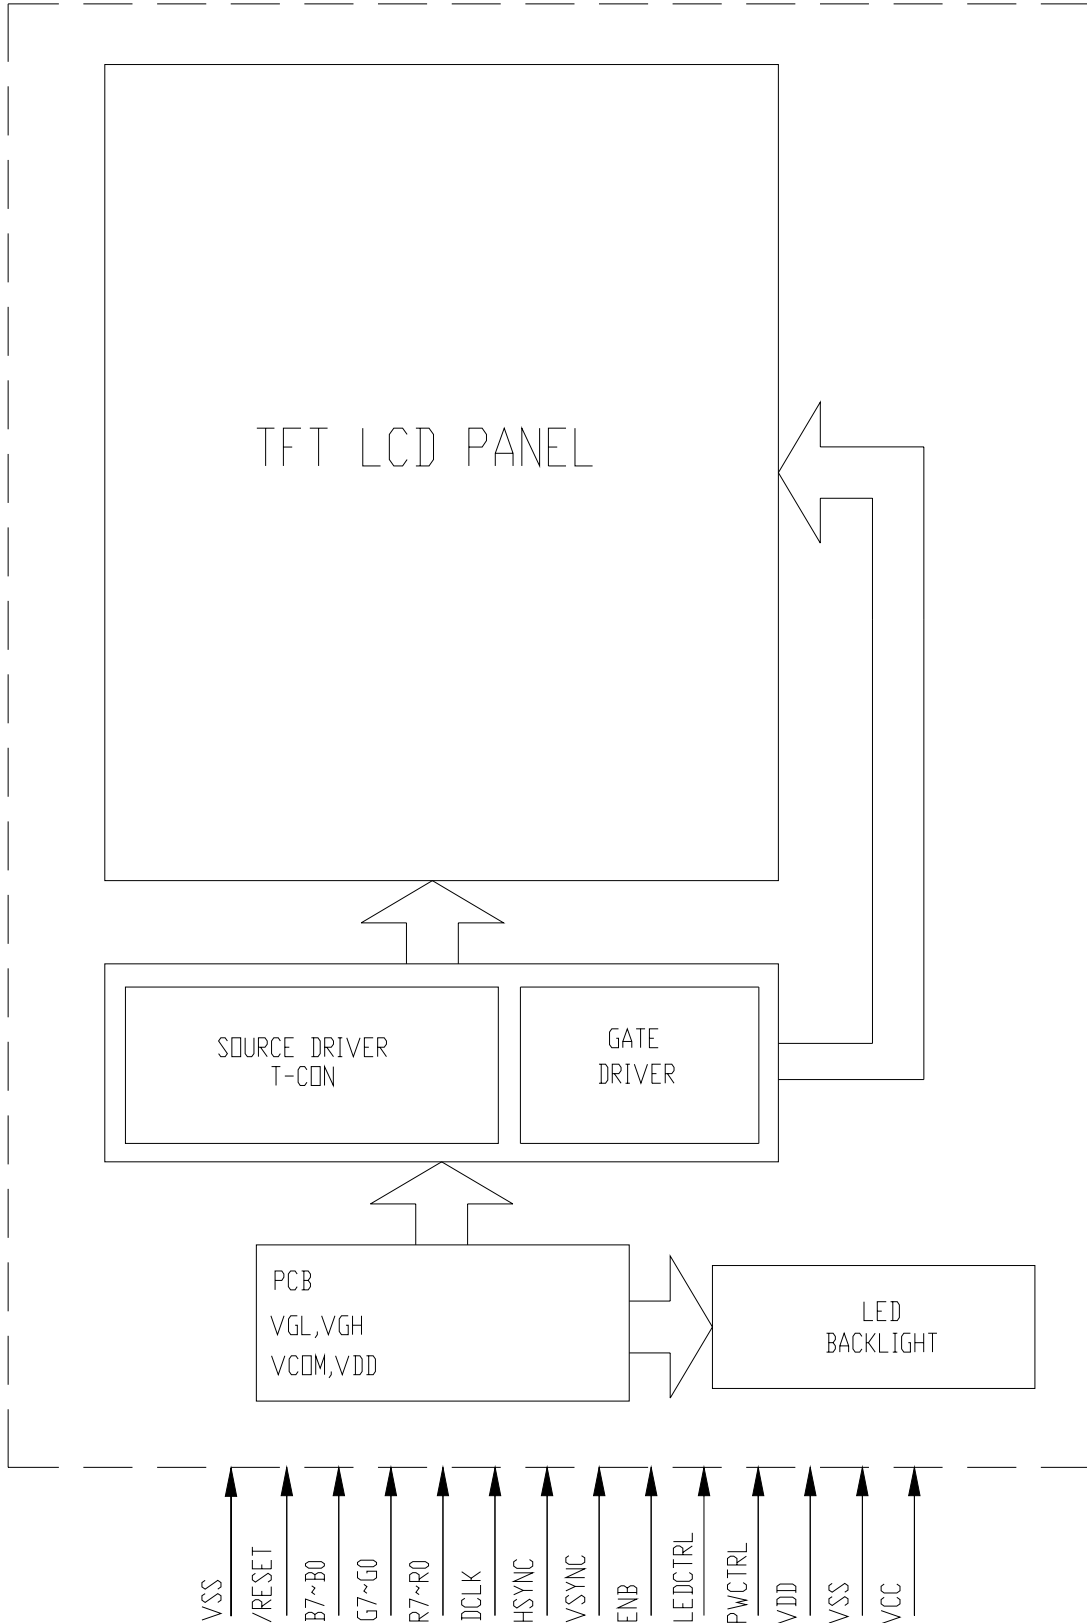 TFT LCD PANEL
SOURCE DRIVER
T-CON
GATE
DRIVER
PCB
VGL,VGH
VCOM,VDD
LED
BACKLIGHT
VSS
/RESET
B7~B0
G7~G0
R7~R0
DCLK
HSYNC
VSYNC
ENB
LEDCTRL
PWCTRL
VDD
VSS
VCC